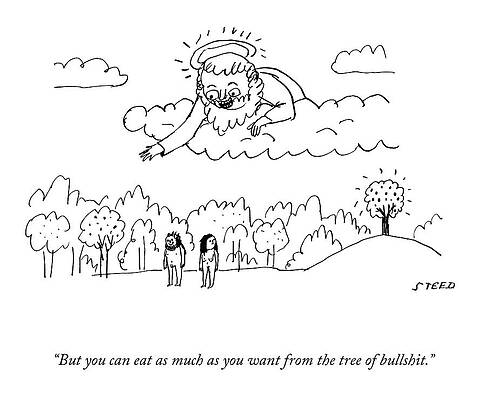 STEED
“But you can eat as much as you want from the tree of bullshit.”